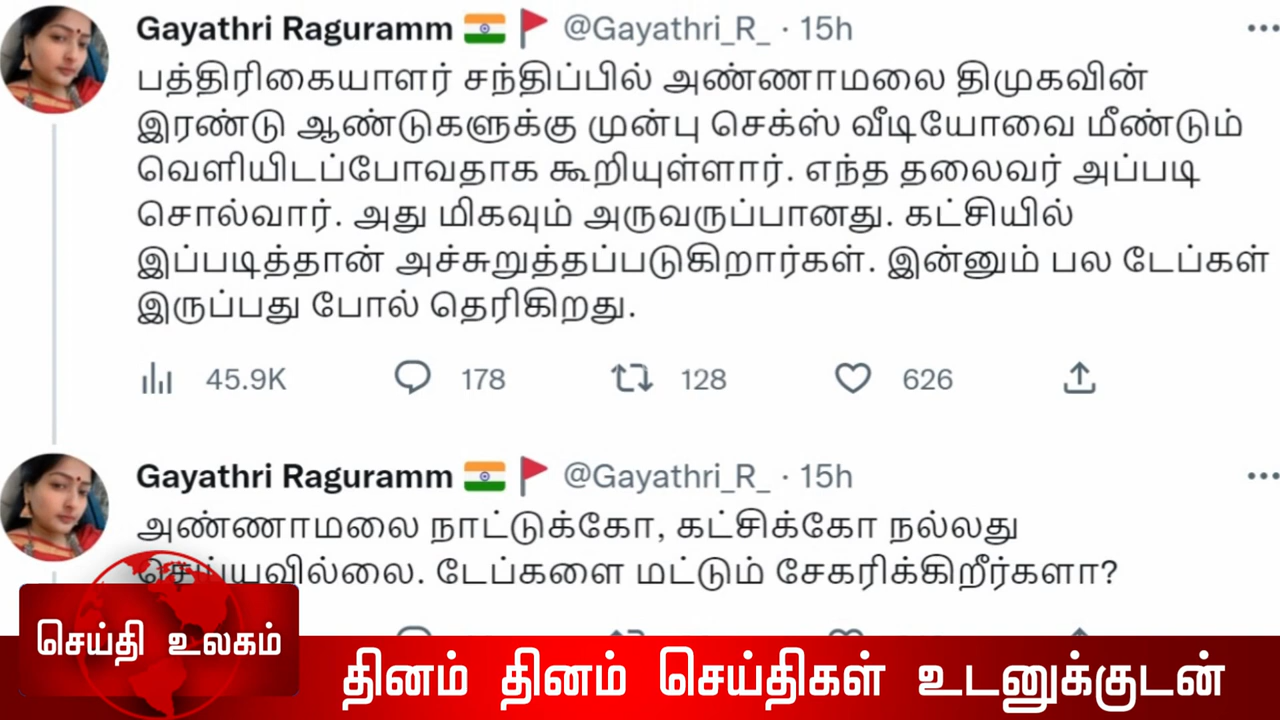 Gayathri Raguramm @Gayathri_R_ · 15h
பத்திரிகையாளர் சந்திப்பில் அண்ணாமலை திமுகவின்
இரண்டு ஆண்டுகளுக்கு முன்பு செக்ஸ் வீடியோவை மீண்டும்
வெளியிடப்போவதாக கூறியுள்ளார். எந்த தலைவர் அப்படி
சொல்வார். அது மிகவும் அருவருப்பானது. கட்சியில்
இப்படித்தான் அச்சுறுத்தப்படுகிறார்கள். இன்னும் பல டேப்கள்
இருப்பது போல் தெரிகிறது.
45.9K 178 128 626
Gayathri Raguramm @Gayathri_R_ · 15h
அண்ணாமலை நாட்டுக்கோ, கட்சிக்கோ நல்லது
செய்யவில்லை. டேப்களை மட்டும் சேகரிக்கிறீர்களா?
செய்தி உலகம்
தினம் தினம் செய்திகள் உடனுக்குடன்